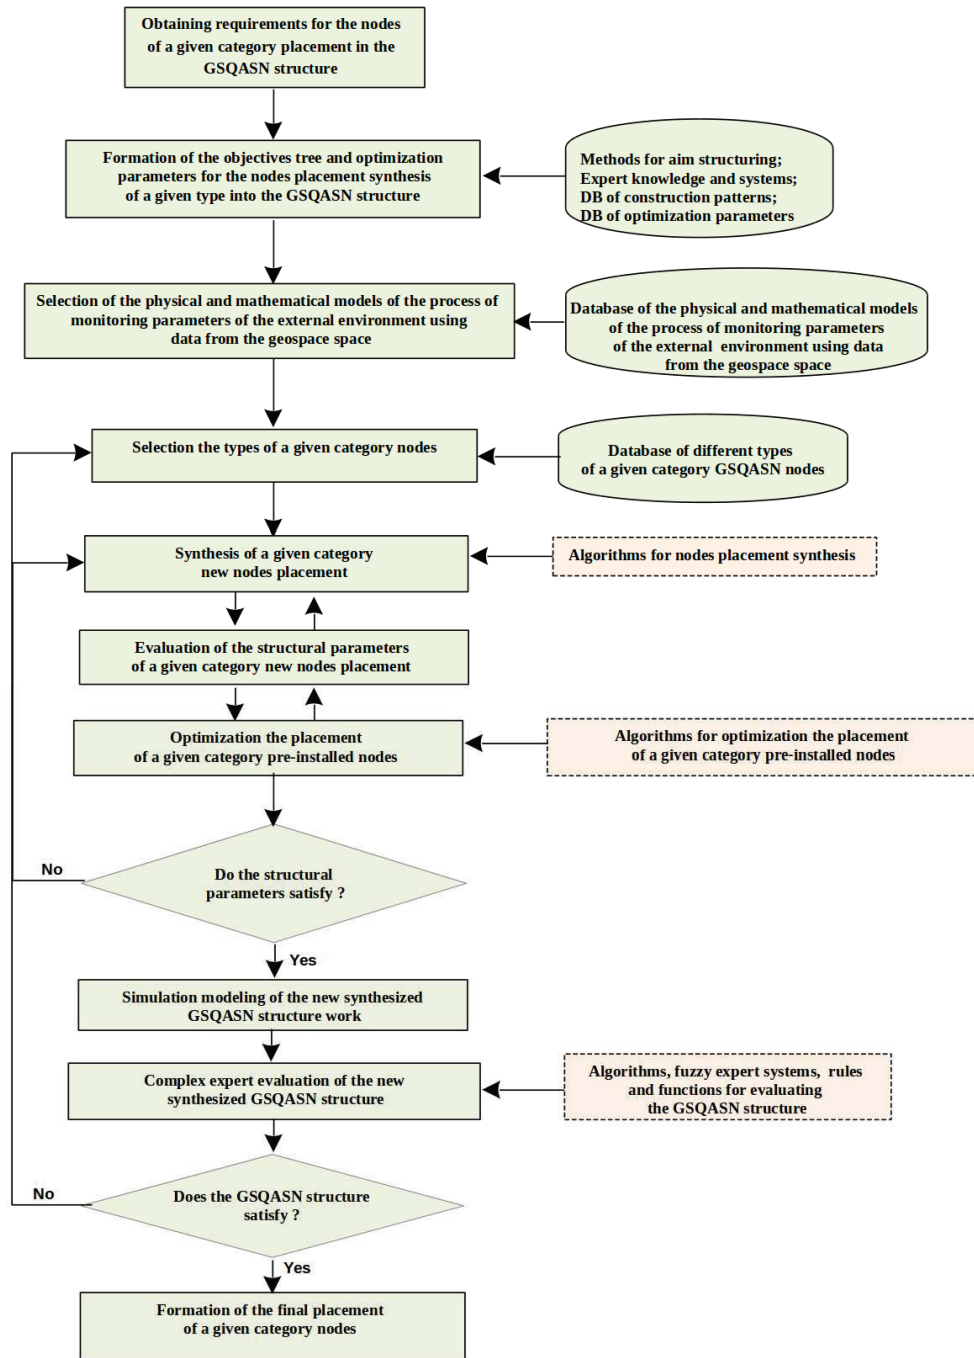 Obtaining requirements for the nodes
of a given category placement in the
GSQASN structure
Formation of the objectives tree and optimization
parameters for the nodes placement synthesis
of a given type into the GSQASN structure
Methods for aim structuring;
Expert knowledge and systems;
DB of construction patterns;
DB of optimization parameters
Selection of the physical and mathematical models of the process of
monitoring parameters of the external environment using
data from the geospace space
Database of the physical and mathematical models
of the process of monitoring parameters
of the external environment using data
from the geospace space
Selection the types of a given category nodes
Database of different types
of a given category GSQASN nodes
Synthesis of a given category
new nodes placement
Algorithms for nodes placement synthesis
Evaluation of the structural parameters
of a given category new nodes placement
Optimization the placement
of a given category pre-installed nodes
Algorithms for optimization the placement
of a given category pre-installed nodes
No
Do the structural
parameters satisfy ?
Yes
Simulation modeling of the new synthesized
GSQASN structure work
Complex expert evaluation of the new
synthesized GSQASN structure
Algorithms, fuzzy expert systems, rules
and functions for evaluating
the GSQASN structure
No
Does the GSQASN structure
satisfy ?
Yes
Formation of the final placement
of a given category nodes